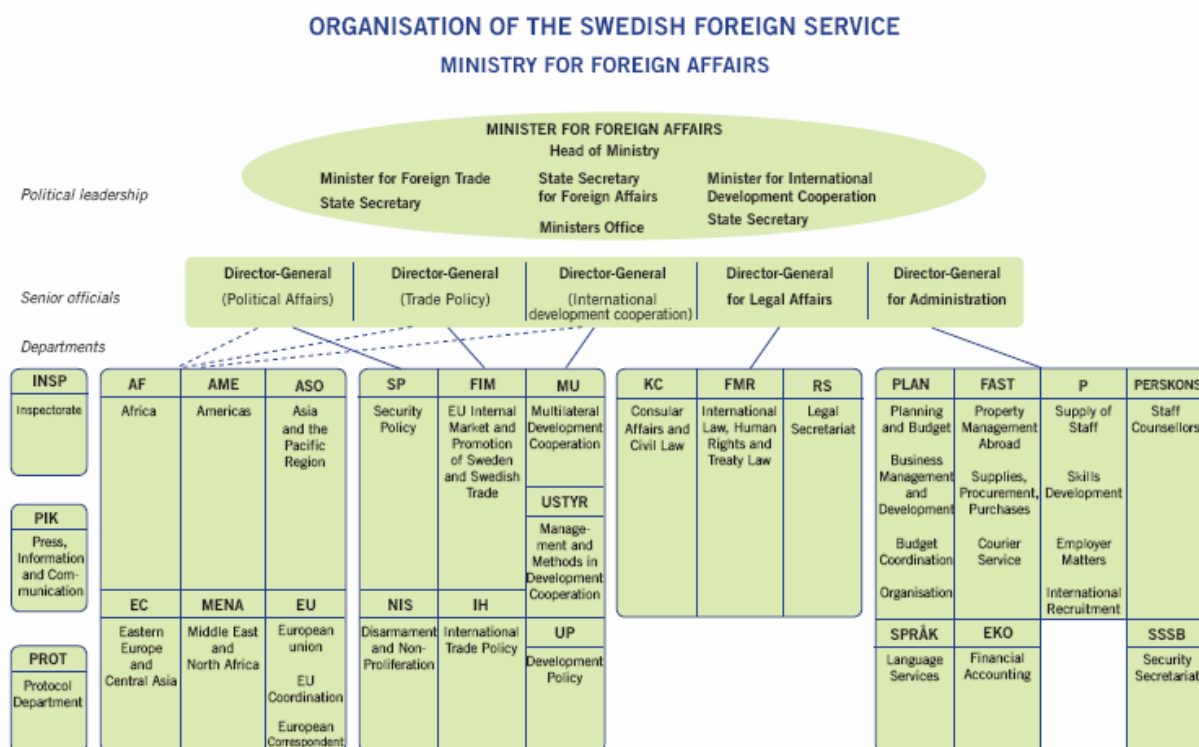 ORGANISATION OF THE SWEDISH FOREIGN SERVICE
MINISTRY FOR FOREIGN AFFAIRS
MINISTER FOR FOREIGN AFFAIRS
Head of Ministry
Political leadership
Minister for Foreign Trade
State Secretary
State Secretary
for Foreign Affairs
Ministers Office
Minister for International
Development Cooperation
State Secretary
Senior officials
Director-General
(Political Affairs)
Director-General
(Trade Policy)
Director-General
(International
development cooperation)
Director-General
for Legal Affairs
Director-General
for Administration
Departments
INSP
Inspectorate
PIK
Press,
Information
and Com-
munication
PROT
Protocol
Department
AF
Africa
AME
Americas
ASO
Asia
and the
Pacific
Region
EC
Eastern
Europe
and
Central Asia
MENA
Middle East
and
North Africa
EU
European
union
EU
Coordination
European
Correspondent
SP
Security
Policy
FIM
EU Internal
Market and
Promotion
of Sweden
and Swedish
Trade
MU
Multilateral
Development
Cooperation
USTYR
Manage-
ment and
Methods in
Development
Cooperation
NIS
Disarmament
and Non-
Proliferation
IH
International
Trade Policy
UP
Development
Policy
KC
Consular
Affairs and
Civil Law
FMR
International
Law, Human
Rights and
Treaty Law
RS
Legal
Secretariat
PLAN
Planning
and Budget
Business
Management
and
Development
Budget
Coordination
Organisation
FAST
Property
Management
Abroad
Supplies,
Procurement,
Purchases
Courier
Service
P
Supply of
Staff
Skills
Development
Employer
Matters
International
Recruitment
PERSKONS
Staff
Counsellors
SPRÅK
Language
Services
EKO
Financial
Accounting
SSSB
Security
Secretariat